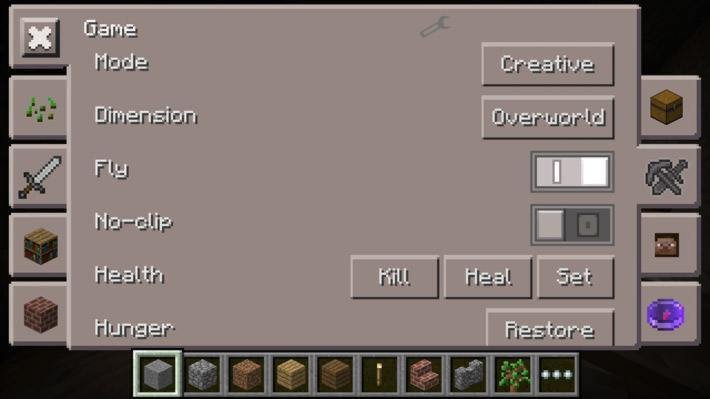 Game
Mode Creative
Dimension Overworld
Fly
No-clip
Health Kill Heal Set
Hunger Restore